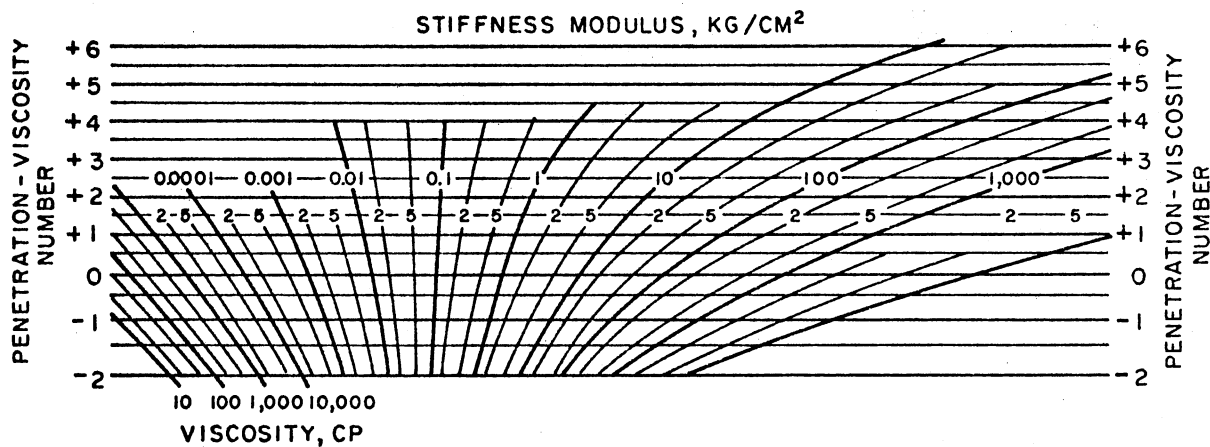 STIFFNESS MODULUS, KG/CM²
PENETRATION-VISCOSITY
NUMBER
+6
+5
+4
+3
+2
+1
0
-1
-2
0.0001 0.001 0.01 0.1 1 10 100 1,000
2 5 2 5 2 5 2 5 2 5 2 5 2 5 2 5 2 5
+6
+5
+4
+3
+2
+1
0
-1
-2
PENETRATION-VISCOSITY
NUMBER
10 100 1,000 10,000
VISCOSITY, CP